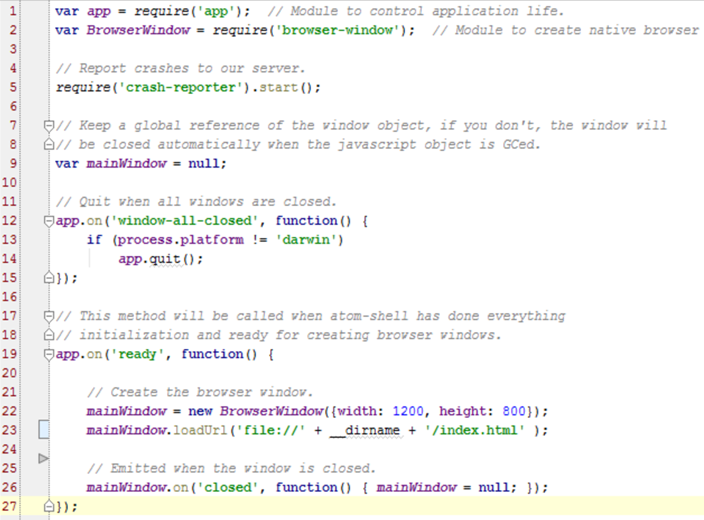 1 var app = require('app');  // Module to control application life.
2 var BrowserWindow = require('browser-window');  // Module to create native browser
3
4 // Report crashes to our server.
5 require('crash-reporter').start();
6
7 // Keep a global reference of the window object, if you don't, the window will
8 // be closed automatically when the javascript object is GCed.
9 var mainWindow = null;
10
11 // Quit when all windows are closed.
12 app.on('window-all-closed', function() {
13     if (process.platform != 'darwin')
14         app.quit();
15 });
16
17 // This method will be called when atom-shell has done everything
18 // initialization and ready for creating browser windows.
19 app.on('ready', function() {
20
21     // Create the browser window.
22     mainWindow = new BrowserWindow({width: 1200, height: 800});
23     mainWindow.loadUrl('file://' + __dirname + '/index.html' );
24
25     // Emitted when the window is closed.
26     mainWindow.on('closed', function() { mainWindow = null; });
27 });